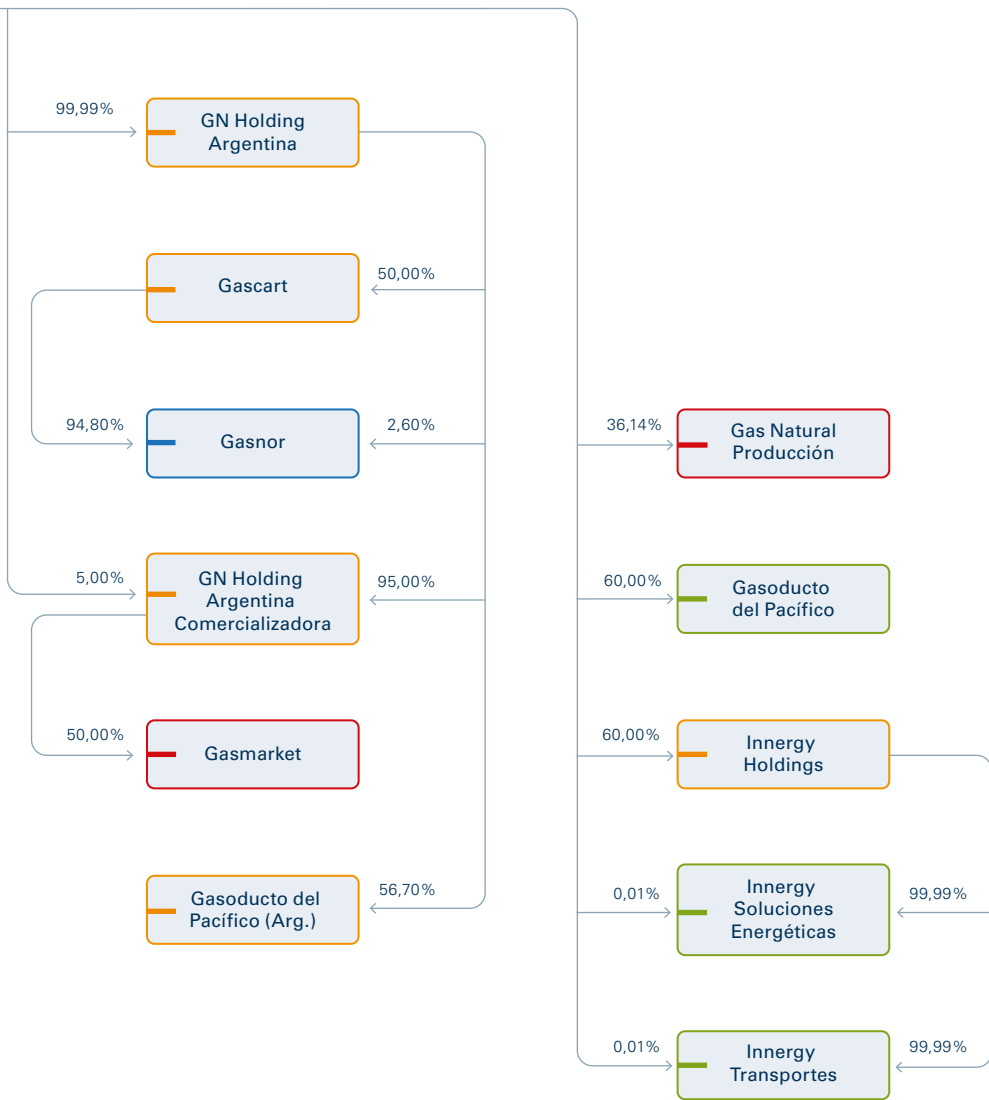 99,99%
GN Holding
Argentina
Gascart
50,00%
94,80%
Gasnor
2,60%
5,00%
GN Holding
Argentina
Comercializadora
95,00%
50,00%
Gasmarket
Gasoducto del
Pacífico (Arg.)
56,70%
36,14%
Gas Natural
Producción
60,00%
Gasoducto
del Pacífico
60,00%
Innergy
Holdings
0,01%
Innergy
Soluciones
Energéticas
99,99%
0,01%
Innergy
Transportes
99,99%